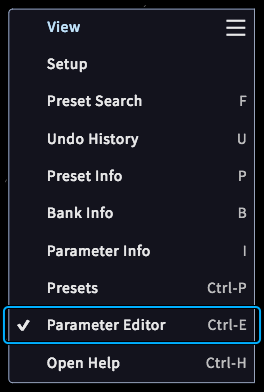 View
Setup
Preset Search F
Undo History U
Preset Info P
Bank Info B
Parameter Info I
Presets Ctrl-P
Parameter Editor Ctrl-E
Open Help Ctrl-H